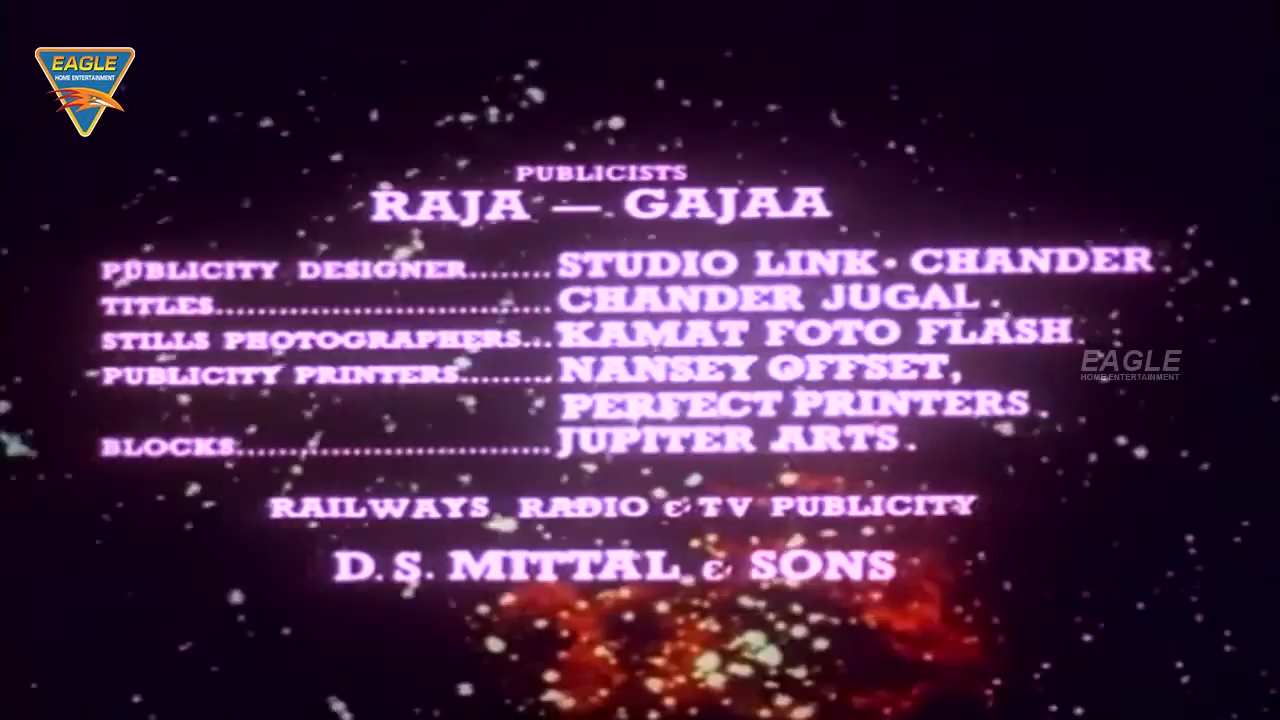 EAGLE
HOME ENTERTAINMENT
PUBLICISTS
RAJA — GAJAA
PUBLICITY DESIGNER........STUDIO LINK · CHANDER.
TITLES..............................CHANDER JUGAL.
STILLS PHOTOGRAPHERS...KAMAT FOTO FLASH.
PUBLICITY PRINTERS.........NANSEY OFFSET,
PERFECT PRINTERS.
BLOCKS............................JUPITER ARTS.
EAGLE
HOME ENTERTAINMENT
RAILWAYS, RADIO & TV PUBLICITY
D. S. MITTAL & SONS